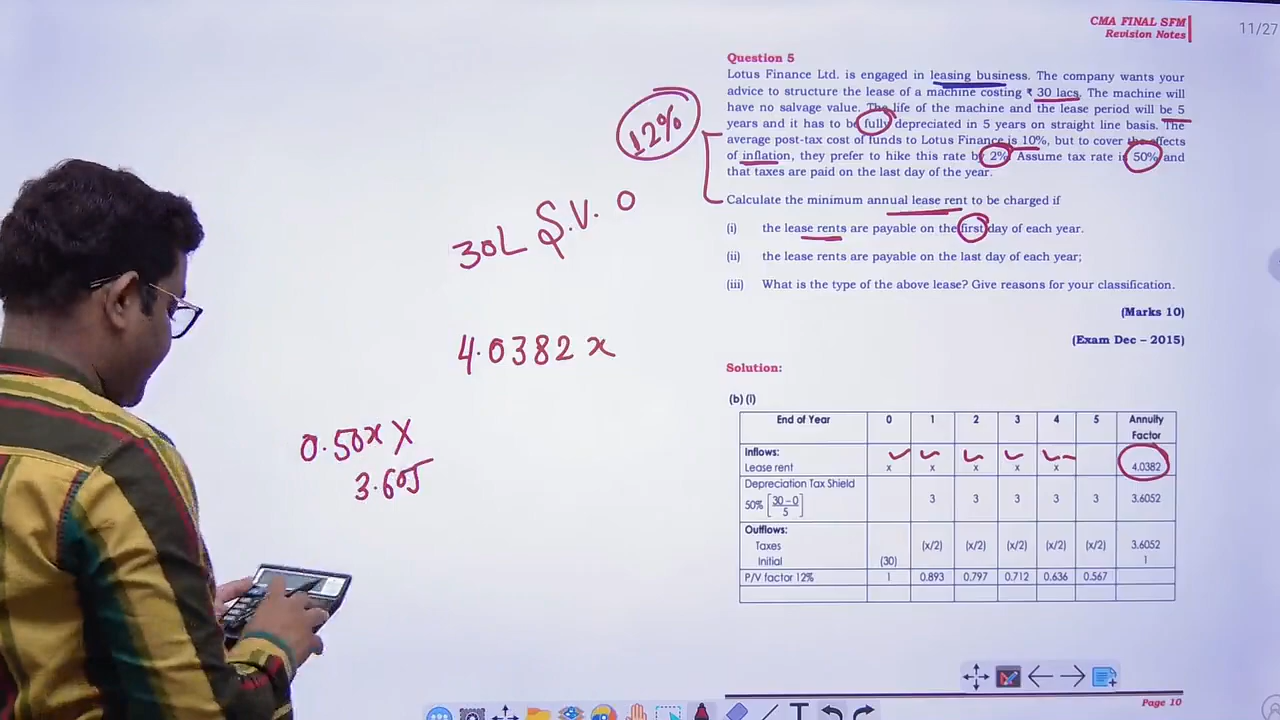 CMA FINAL SFM
Revision Notes
11/27
Question 5
Lotus Finance Ltd. is engaged in leasing business. The company wants your
advice to structure the lease of a machine costing ₹ 30 lacs. The machine will
have no salvage value. The life of the machine and the lease period will be 5
years and it has to be fully depreciated in 5 years on straight line basis. The
average post-tax cost of funds to Lotus Finance is 10%, but to cover the effects
of inflation, they prefer to hike this rate by 2%. Assume tax rate is 50% and
that taxes are paid on the last day of the year.
Calculate the minimum annual lease rent to be charged if
(i) the lease rents are payable on the first day of each year.
(ii) the lease rents are payable on the last day of each year;
(iii) What is the type of the above lease? Give reasons for your classification.
(Marks 10)
(Exam Dec – 2015)
12%
30L S.V. 0
4.0382 x
0.50x X
3.605
Solution:
(b) (i)
End of Year 0 1 2 3 4 5 Annuity
Factor
Inflows:
Lease rent x x x x x 4.0382
Depreciation Tax Shield
50% [30-0/5] 3 3 3 3 3 3.6052
Outflows:
Taxes (x/2) (x/2) (x/2) (x/2) (x/2) 3.6052
Initial (30) 1
P/V factor 12% 1 0.893 0.797 0.712 0.636 0.567
Page 10